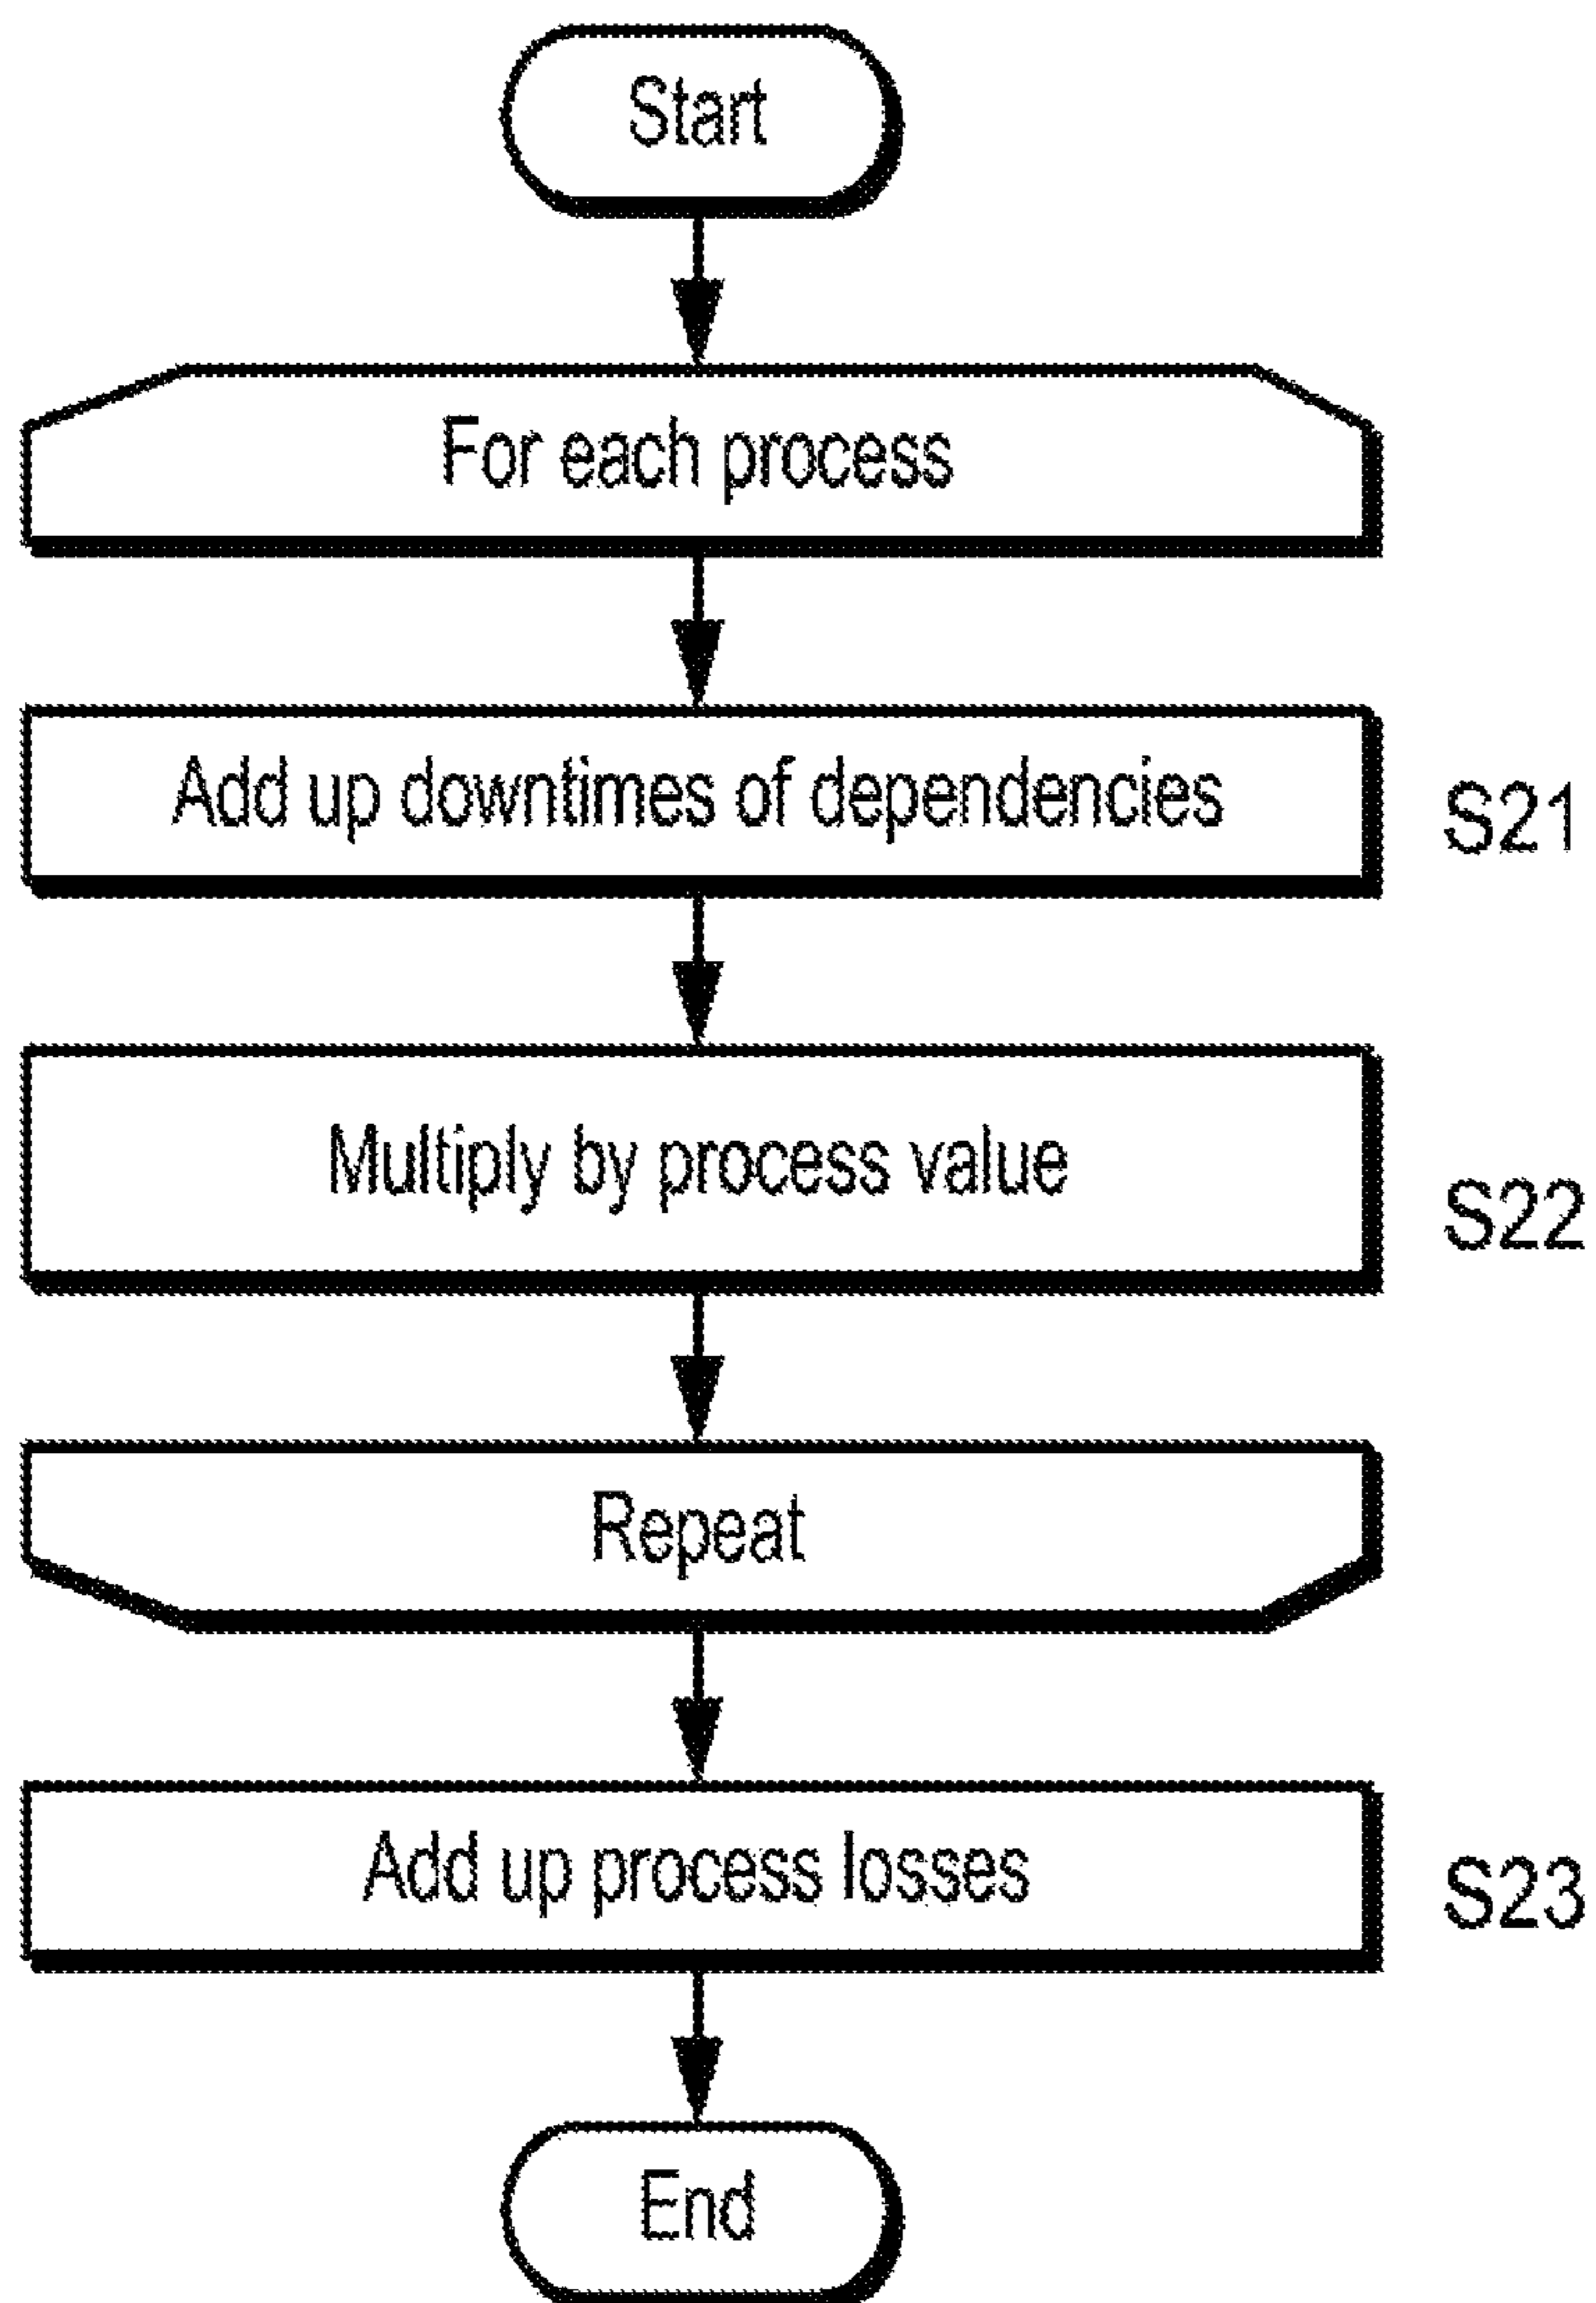 Start
For each process
Add up downtimes of dependencies
S21
Multiply by process value
S22
Repeat
Add up process losses
S23
End